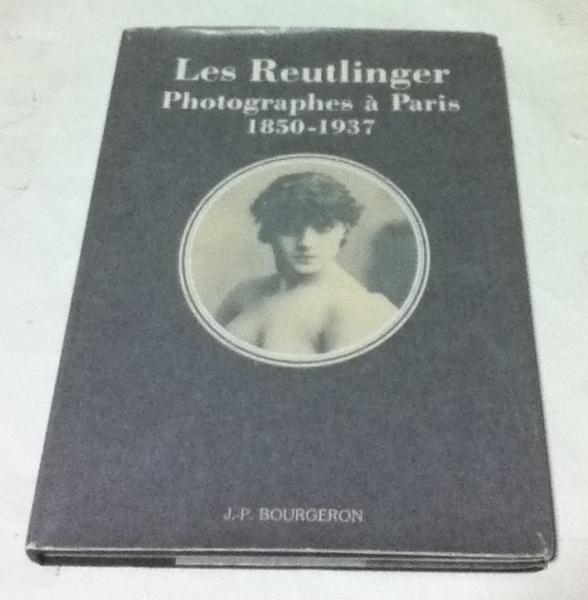 Les Reutlinger
Photographes à Paris
1850-1937
J.-P. BOURGERON